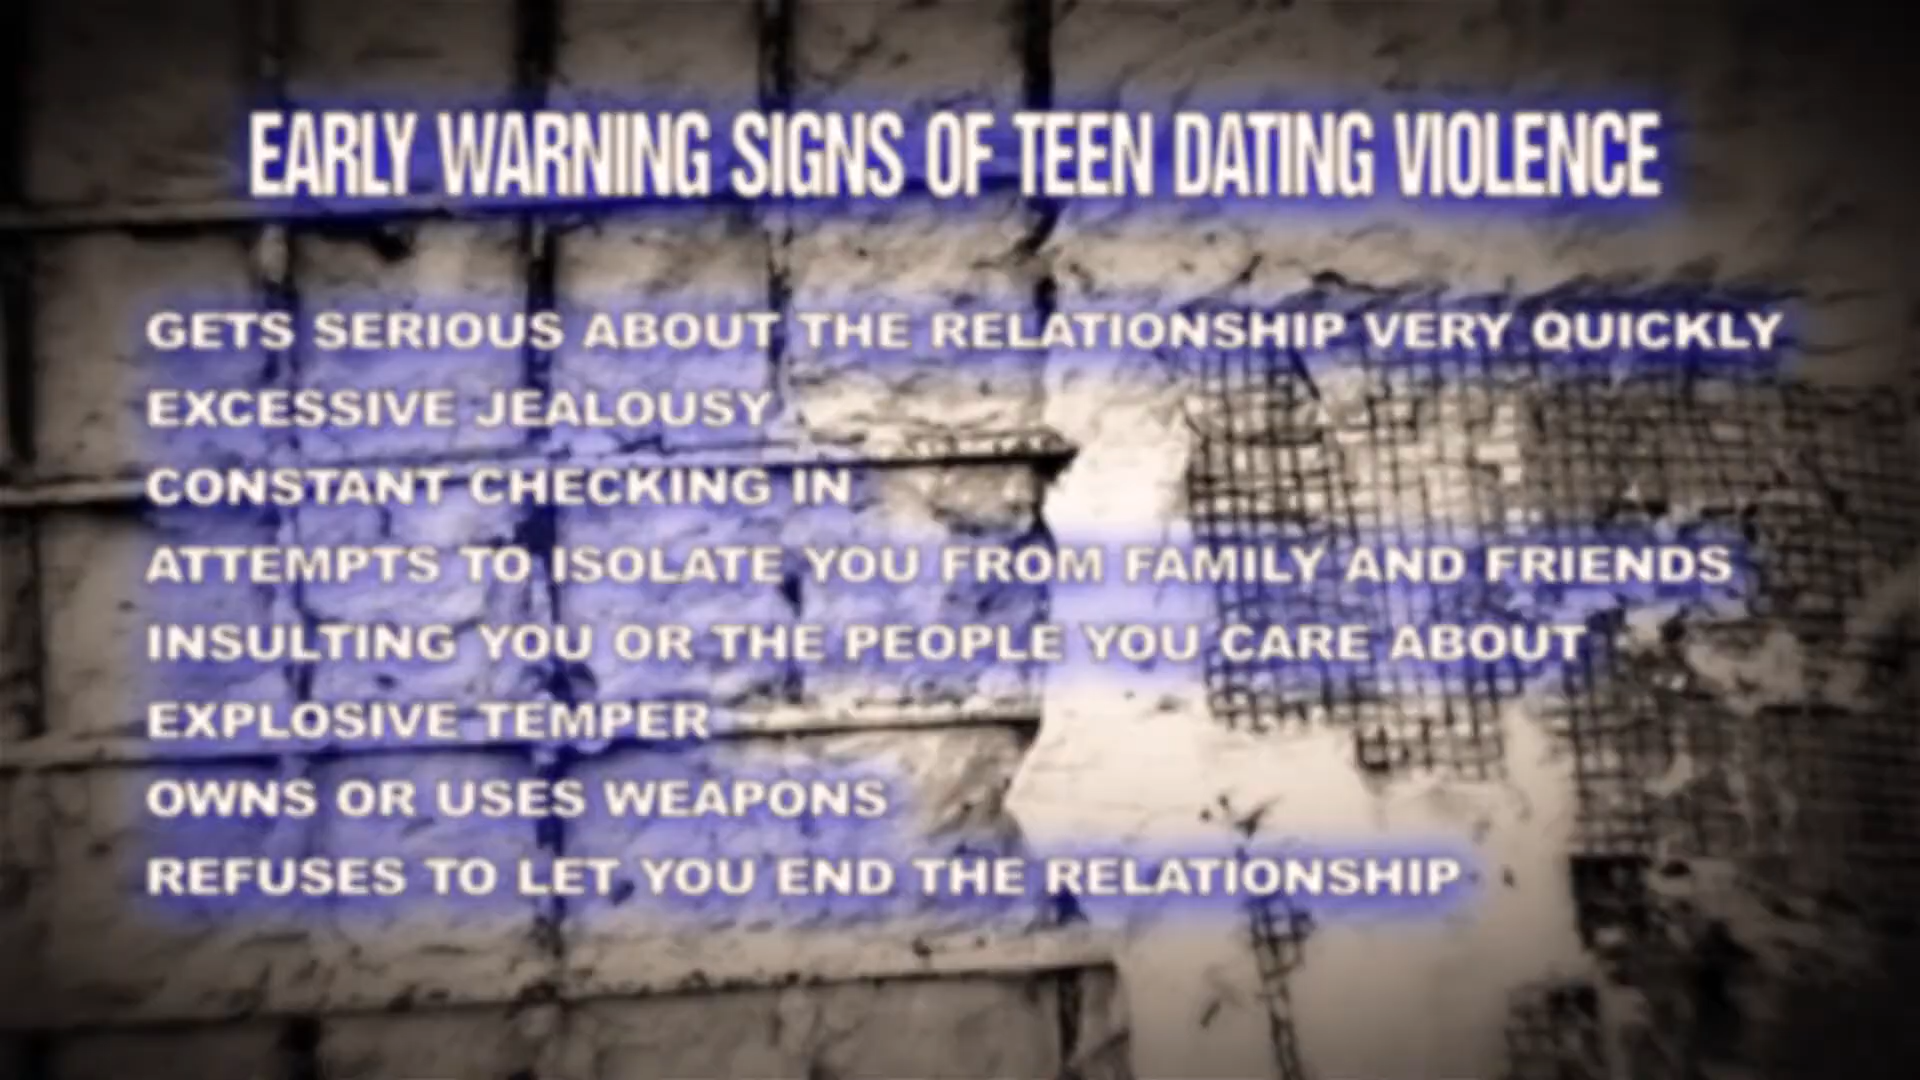 EARLY WARNING SIGNS OF TEEN DATING VIOLENCE
GETS SERIOUS ABOUT THE RELATIONSHIP VERY QUICKLY
EXCESSIVE JEALOUSY
CONSTANT CHECKING IN
ATTEMPTS TO ISOLATE YOU FROM FAMILY AND FRIENDS
INSULTING YOU OR THE PEOPLE YOU CARE ABOUT
EXPLOSIVE TEMPER
OWNS OR USES WEAPONS
REFUSES TO LET YOU END THE RELATIONSHIP